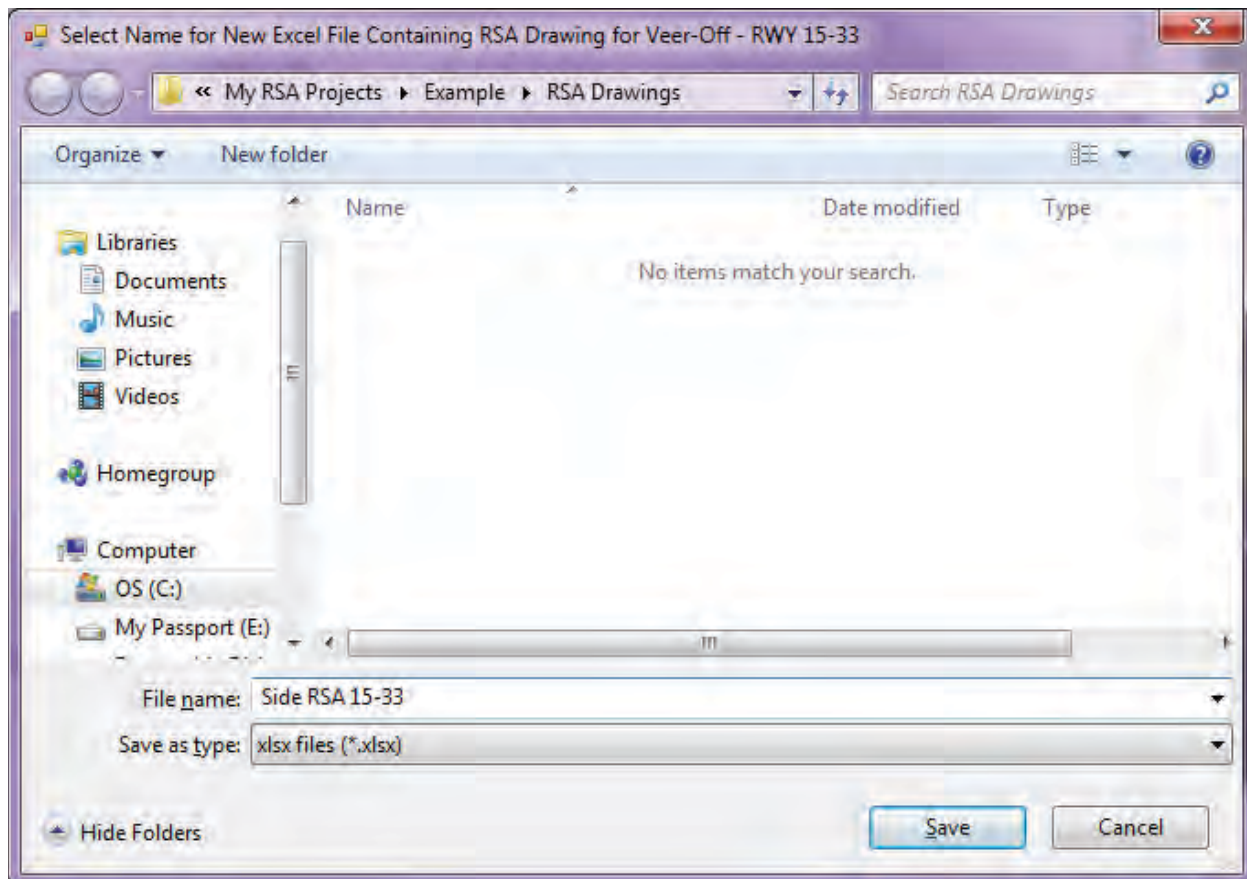 Select Name for New Excel File Containing RSA Drawing for Veer-Off - RWY 15-33
« My RSA Projects ▸ Example ▸ RSA Drawings
Search RSA Drawings
Organize New folder
Name Date modified Type
No items match your search.
Libraries
Documents
Music
Pictures
Videos
Homegroup
Computer
OS (C:)
My Passport (E:)
File name: Side RSA 15-33
Save as type: xlsx files (*.xlsx)
Hide Folders
Save Cancel